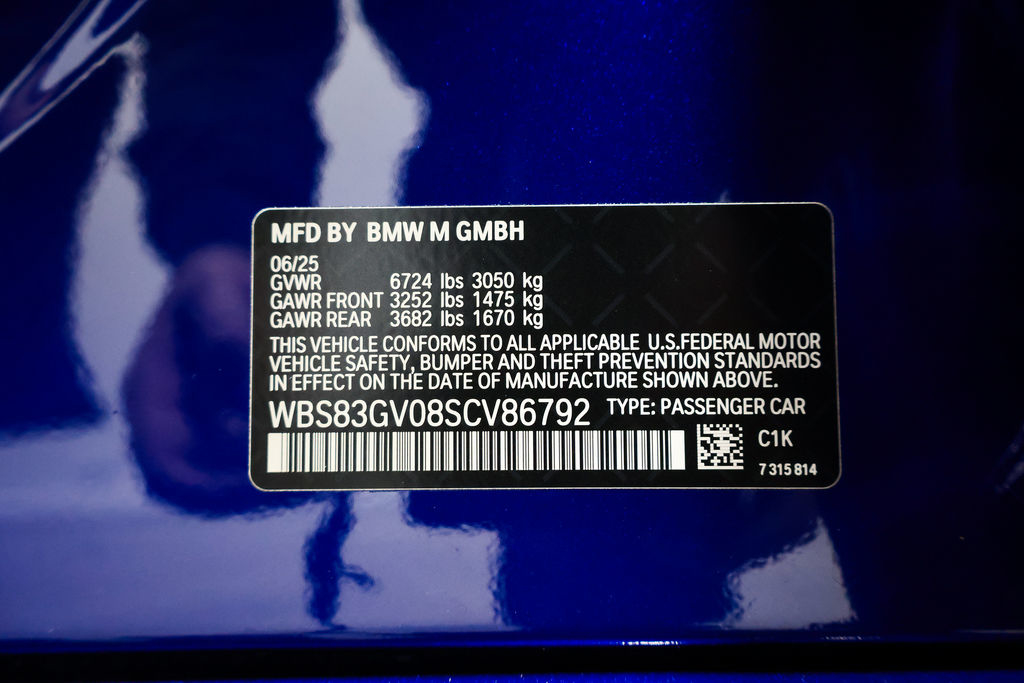 MFD BY BMW M GMBH
06/25
GVWR 6724 lbs 3050 kg
GAWR FRONT 3252 lbs 1475 kg
GAWR REAR 3682 lbs 1670 kg
THIS VEHICLE CONFORMS TO ALL APPLICABLE U.S.FEDERAL MOTOR
VEHICLE SAFETY, BUMPER AND THEFT PREVENTION STANDARDS
IN EFFECT ON THE DATE OF MANUFACTURE SHOWN ABOVE.
WBS83GV08SCV86792 TYPE: PASSENGER CAR
C1K
7 315 814